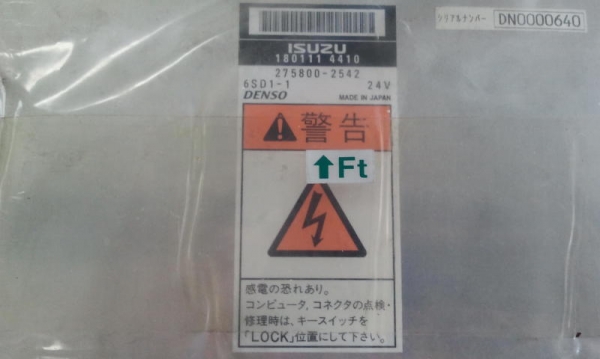 シリアルナンバー DN0000640
ISUZU
180111 4410
275800-2542
6SD1-1 24V
DENSO MADE IN JAPAN
警告
↑Ft
感電の恐れあり。
コンピュータ、コネクタの点検・
修理時は、キースイッチを
「LOCK」位置にして下さい。